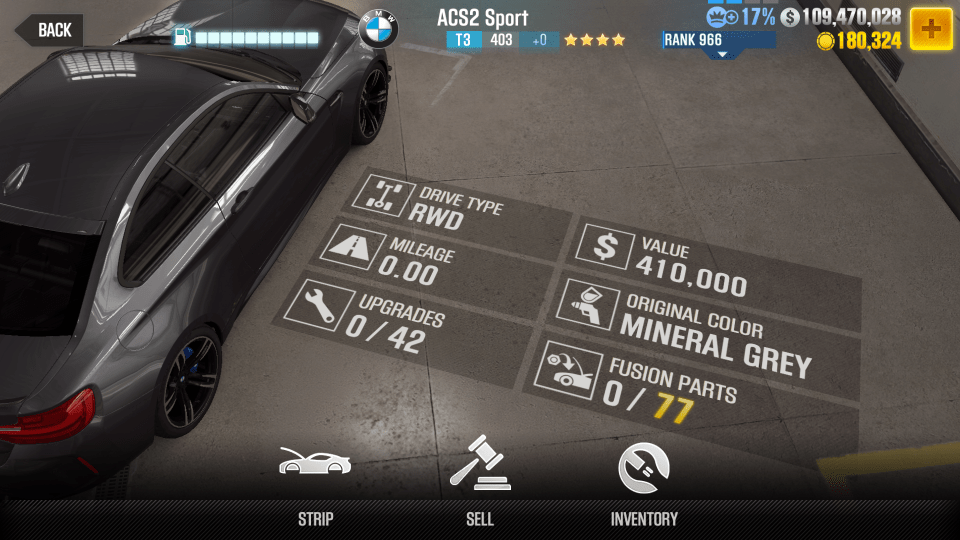 BACK
BMW
ACS2 Sport
T3 403 +0
17% $ 109,470,028
RANK 966
180,324
DRIVE TYPE
RWD
MILEAGE
0.00
UPGRADES
0/42
$ VALUE
410,000
ORIGINAL COLOR
MINERAL GREY
FUSION PARTS
0/77
STRIP
SELL
INVENTORY